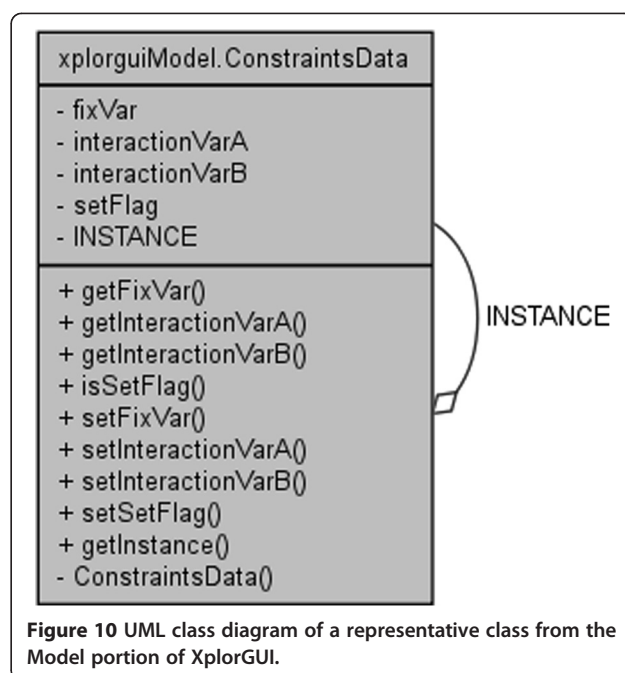 xplorguiModel.ConstraintsData
- fixVar
- interactionVarA
- interactionVarB
- setFlag
- INSTANCE
+ getFixVar()
+ getInteractionVarA()
+ getInteractionVarB()
+ isSetFlag()
+ setFixVar()
+ setInteractionVarA()
+ setInteractionVarB()
+ setSetFlag()
+ getInstance()
- ConstraintsData()
INSTANCE
Figure 10 UML class diagram of a representative class from the
Model portion of XplorGUI.